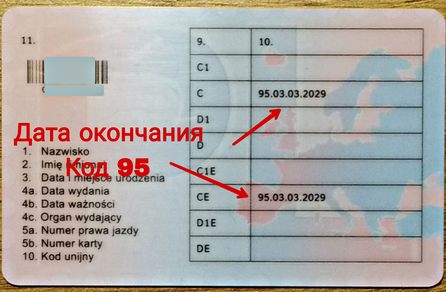 11.
9. 10.
C1
C 95.03.03.2029
D1
Дата окончания
D
1. Nazwisko
2. Imię
Код 95
3. Data i miejsce urodzenia
C1E
4a. Data wydania
CE 95.03.03.2029
4b. Data ważności
4c. Organ wydający
D1E
5a. Numer prawa jazdy
5b. Numer karty
DE
10. Kod unijny